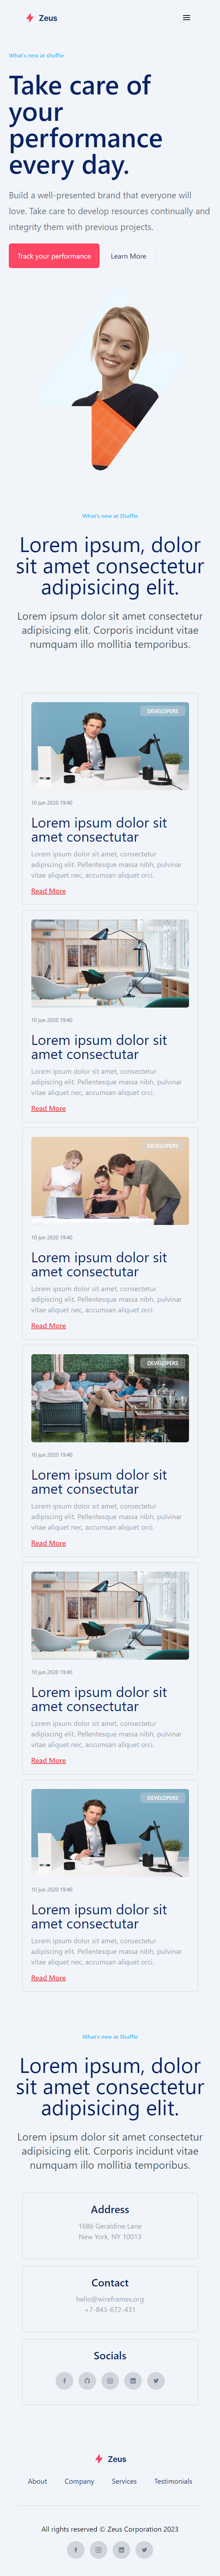 Zeus
What's new at shuffle
Take care of
your
performance
every day.
Build a well-presented brand that everyone will
love. Take care to develop resources continually and
integrity them with previous projects.
Track your performance
Learn More
What's new at Shuffle
Lorem ipsum, dolor
sit amet consectetur
adipisicing elit.
Lorem ipsum dolor sit amet consectetur
adipisicing elit. Corporis incidunt vitae
numquam illo mollitia temporibus.
DEVELOPERS
10 jun 2020 19:40
Lorem ipsum dolor sit
amet consectutar
Lorem ipsum dolor sit amet, consectetur
adipiscing elit. Pellentesque massa nibh, pulvinar
vitae aliquet nec, accumsan aliquet orci.
Read More
DEVELOPERS
10 jun 2020 19:40
Lorem ipsum dolor sit
amet consectutar
Lorem ipsum dolor sit amet, consectetur
adipiscing elit. Pellentesque massa nibh, pulvinar
vitae aliquet nec, accumsan aliquet orci.
Read More
DEVELOPERS
10 jun 2020 19:40
Lorem ipsum dolor sit
amet consectutar
Lorem ipsum dolor sit amet, consectetur
adipiscing elit. Pellentesque massa nibh, pulvinar
vitae aliquet nec, accumsan aliquet orci.
Read More
DEVELOPERS
10 jun 2020 19:40
Lorem ipsum dolor sit
amet consectutar
Lorem ipsum dolor sit amet, consectetur
adipiscing elit. Pellentesque massa nibh, pulvinar
vitae aliquet nec, accumsan aliquet orci.
Read More
DEVELOPERS
10 jun 2020 19:40
Lorem ipsum dolor sit
amet consectutar
Lorem ipsum dolor sit amet, consectetur
adipiscing elit. Pellentesque massa nibh, pulvinar
vitae aliquet nec, accumsan aliquet orci.
Read More
DEVELOPERS
10 jun 2020 19:40
Lorem ipsum dolor sit
amet consectutar
Lorem ipsum dolor sit amet, consectetur
adipiscing elit. Pellentesque massa nibh, pulvinar
vitae aliquet nec, accumsan aliquet orci.
Read More
What's new at Shuffle
Lorem ipsum, dolor
sit amet consectetur
adipisicing elit.
Lorem ipsum dolor sit amet consectetur
adipisicing elit. Corporis incidunt vitae
numquam illo mollitia temporibus.
Address
1686 Geraldine Lane
New York, NY 10013
Contact
hello@wireframes.org
+7-843-672-431
Socials
Zeus
About Company Services Testimonials
All rights reserved © Zeus Corporation 2023